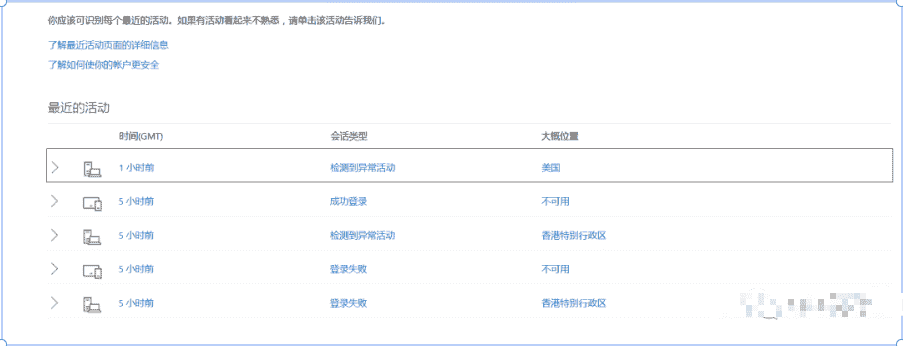 你应该可识别每个最近的活动。如果有活动看起来不熟悉，请单击该活动告诉我们。
了解最近活动页面的详细信息
了解如何使你的帐户更安全
最近的活动
时间(GMT) 会话类型 大概位置
1 小时前 检测到异常活动 美国
5 小时前 成功登录 不可用
5 小时前 检测到异常活动 香港特别行政区
5 小时前 登录失败 不可用
5 小时前 登录失败 香港特别行政区